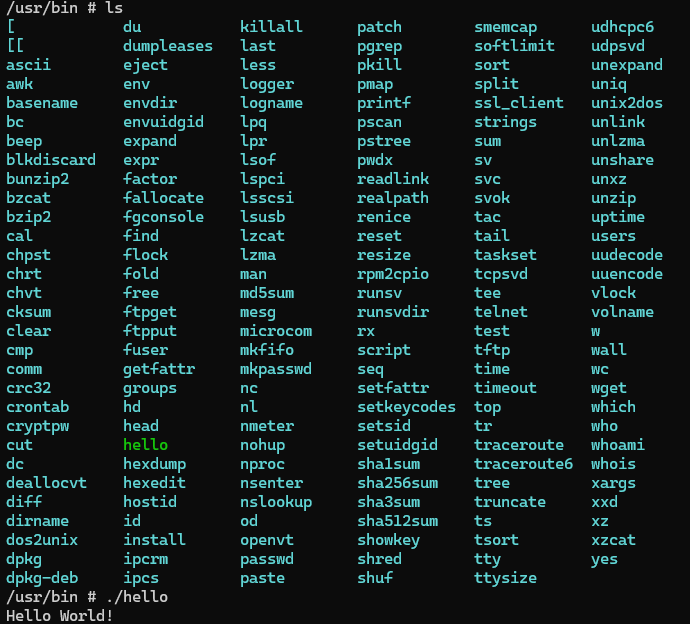 /usr/bin # ls
[ du killall patch smemcap udhcpc6
[[ dumpleases last pgrep softlimit udpsvd
ascii eject less pkill sort unexpand
awk env logger pmap split uniq
basename envdir logname printf ssl_client unix2dos
bc envuidgid lpq pscan strings unlink
beep expand lpr pstree sum unlzma
blkdiscard expr lsof pwdx sv unshare
bunzip2 factor lspci readlink svc unxz
bzcat fallocate lsscsi realpath svok unzip
bzip2 fgconsole lsusb renice tac uptime
cal find lzcat reset tail users
chpst flock lzma resize taskset uudecode
chrt fold man rpm2cpio tcpsvd uuencode
chvt free md5sum runsv tee vlock
cksum ftpget mesg runsvdir telnet volname
clear ftpput microcom rx test w
cmp fuser mkfifo script tftp wall
comm getfattr mkpasswd seq time wc
crc32 groups nc setfattr timeout wget
crontab hd nl setkeycodes top which
cryptpw head nmeter setsid tr who
cut hello nohup setuidgid traceroute whoami
dc hexdump nproc sha1sum traceroute6 whois
deallocvt hexedit nsenter sha256sum tree xargs
diff hostid nslookup sha3sum truncate xxd
dirname id od sha512sum ts xz
dos2unix install openvt showkey tsort xzcat
dpkg ipcrm passwd shred tty yes
dpkg-deb ipcs paste shuf ttysize
/usr/bin # ./hello
Hello World!